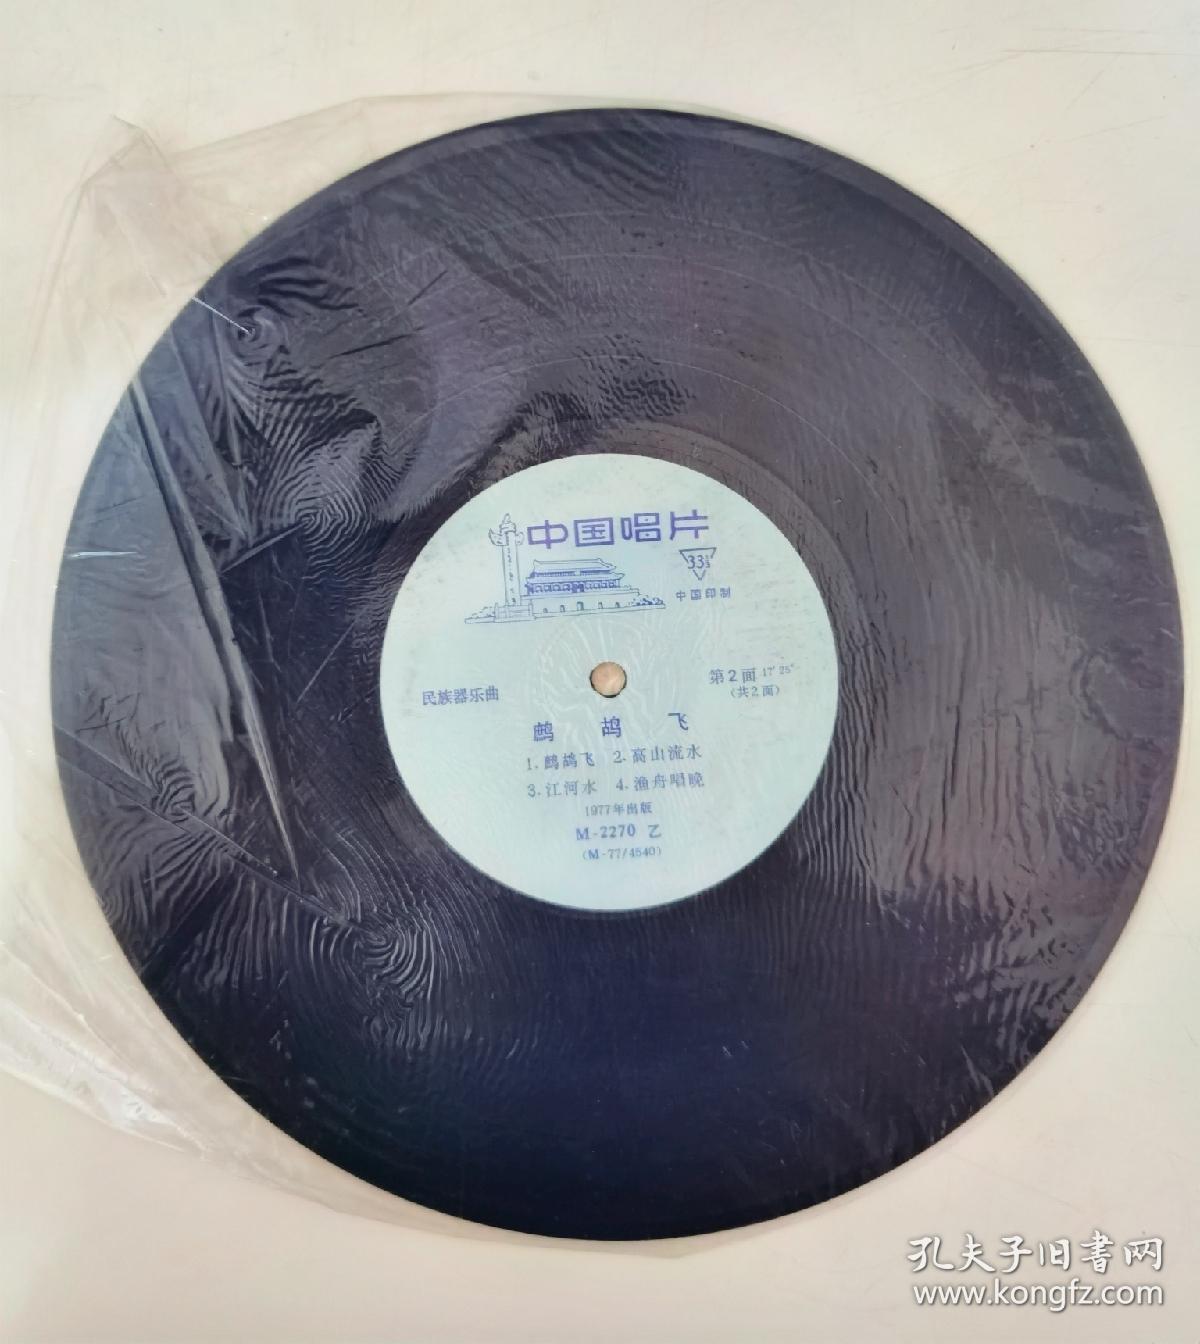 中国唱片
33⅓
中国印制
民族器乐曲
第2面 17′25″
(共2面)
鹧鸪飞
1. 鹧鸪飞 2. 高山流水
3. 江河水 4. 渔舟唱晚
1977年出版
M-2270 乙
(M-77/4540)
孔夫子旧书网
www.kongfz.com